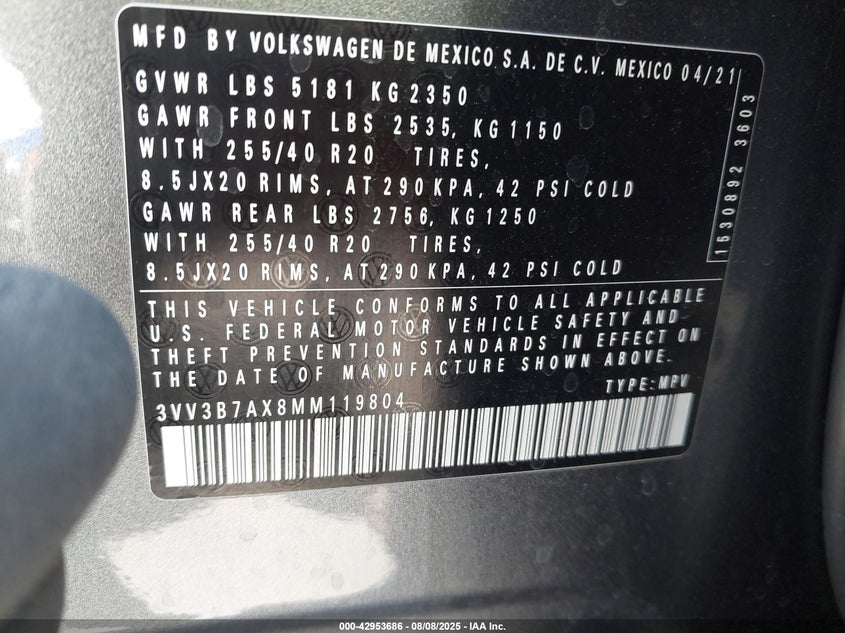 MFD BY VOLKSWAGEN DE MEXICO S.A. DE C.V. MEXICO 04/21
GVWR LBS 5181 KG 2350
GAWR FRONT LBS 2535, KG 1150
WITH 255/40 R20 TIRES,
8.5JX20 RIMS, AT 290 KPA, 42 PSI COLD
GAWR REAR LBS 2756, KG 1250
WITH 255/40 R20 TIRES,
8.5JX20 RIMS, AT 290 KPA, 42 PSI COLD
1530892 3603
THIS VEHICLE CONFORMS TO ALL APPLICABLE
U.S. FEDERAL MOTOR VEHICLE SAFETY AND
THEFT PREVENTION STANDARDS IN EFFECT ON
THE DATE OF MANUFACTURE SHOWN ABOVE.
TYPE: MPV
3VV3B7AX8MM119804
000-42953686 - 08/08/2025 - IAA Inc.